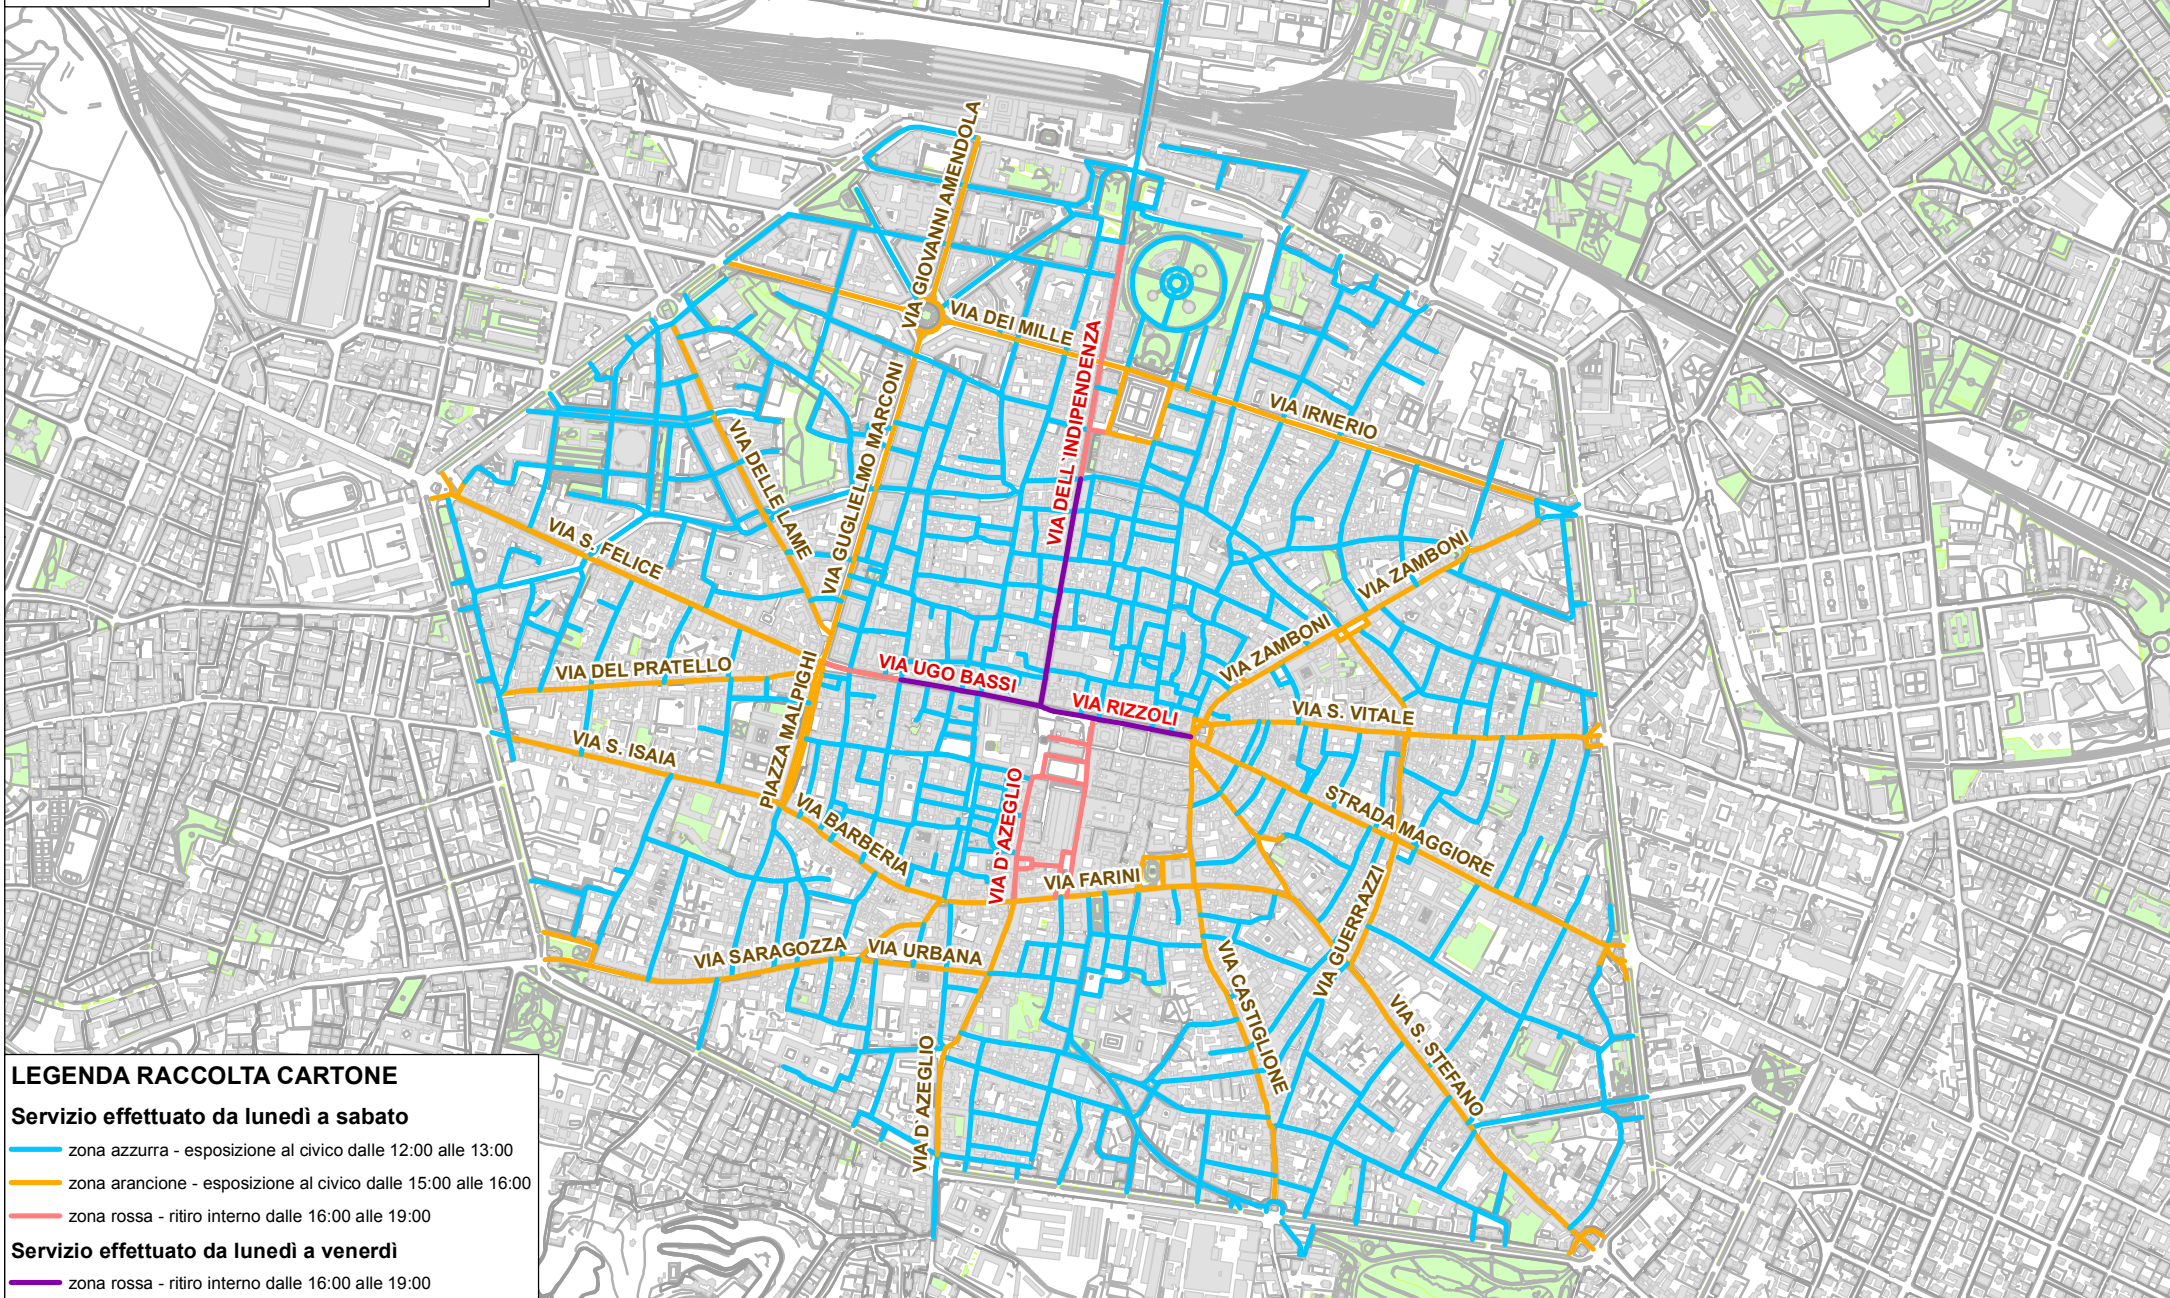 VIA GIOVANNI AMENDOLA
VIA DEI MILLE
VIA DELL`INDIPENDENZA
VIA IRNERIO
VIA GUGLIELMO MARCONI
VIA DELLE LAME
VIA S. FELICE
VIA ZAMBONI
VIA ZAMBONI
VIA DEL PRATELLO
VIA UGO BASSI
VIA RIZZOLI
VIA S. VITALE
PIAZZA MALPIGHI
VIA S. ISAIA
VIA BARBERIA
VIA D`AZEGLIO
STRADA MAGGIORE
VIA FARINI
VIA GUERRAZZI
VIA SARAGOZZA
VIA URBANA
VIA CASTIGLIONE
VIA S. STEFANO
VIA D`AZEGLIO
LEGENDA RACCOLTA CARTONE
Servizio effettuato da lunedì a sabato
zona azzurra - esposizione al civico dalle 12:00 alle 13:00
zona arancione - esposizione al civico dalle 15:00 alle 16:00
zona rossa - ritiro interno dalle 16:00 alle 19:00
Servizio effettuato da lunedì a venerdì
zona rossa - ritiro interno dalle 16:00 alle 19:00